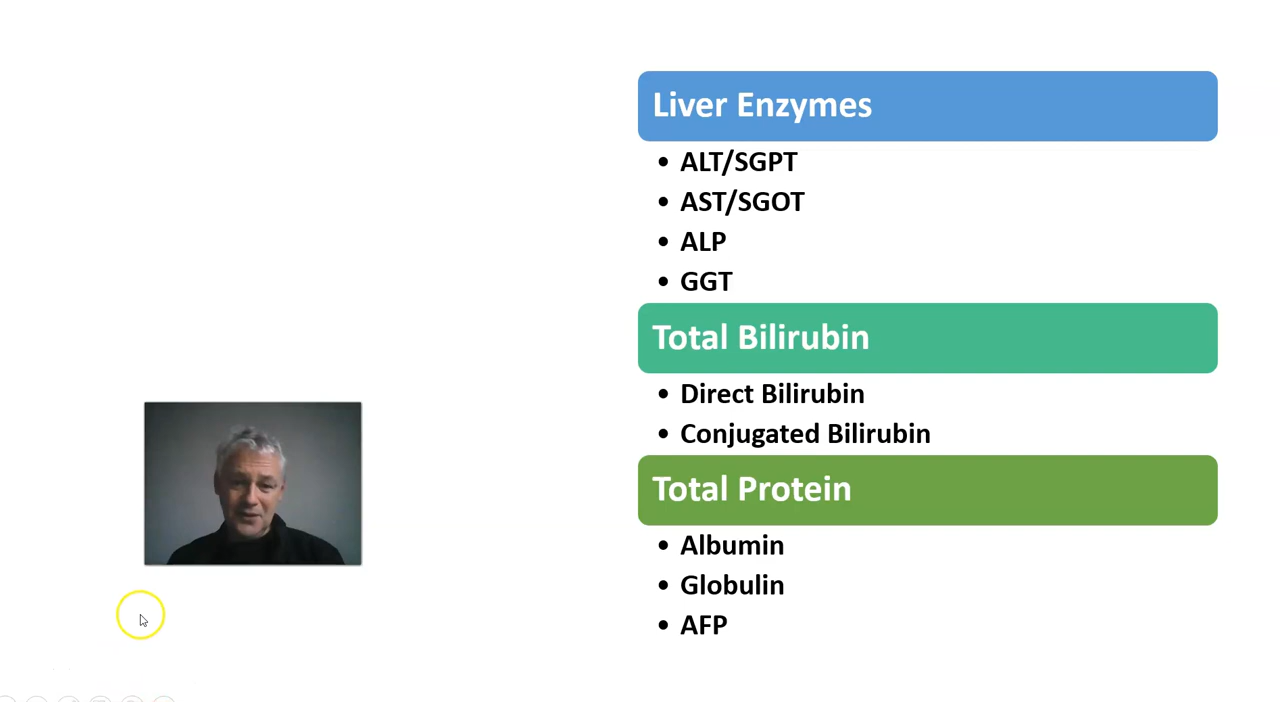 Liver Enzymes
• ALT/SGPT
• AST/SGOT
• ALP
• GGT
Total Bilirubin
• Direct Bilirubin
• Conjugated Bilirubin
Total Protein
• Albumin
• Globulin
• AFP